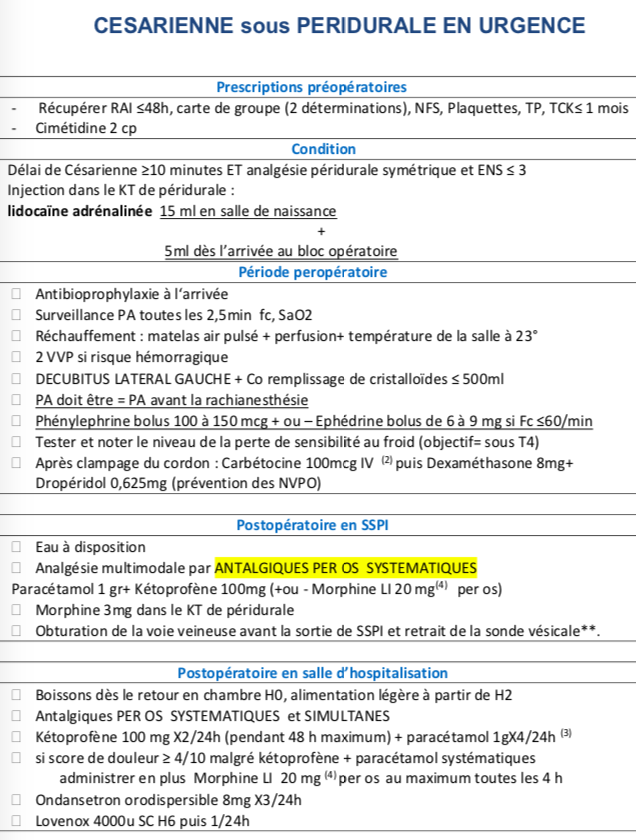 CESARIENNE sous PERIDURALE EN URGENCE
Prescriptions préopératoires
- Récupérer RAI ≤48h, carte de groupe (2 déterminations), NFS, Plaquettes, TP, TCK≤ 1 mois
- Cimétidine 2 cp
Condition
Délai de Césarienne ≥10 minutes ET analgésie péridurale symétrique et ENS ≤ 3
Injection dans le KT de péridurale :
lidocaïne adrénalinée 15 ml en salle de naissance
+
5ml dès l'arrivée au bloc opératoire
Période peropératoire
□ Antibioprophylaxie à l'arrivée
□ Surveillance PA toutes les 2,5min fc, SaO2
□ Réchauffement : matelas air pulsé + perfusion+ température de la salle à 23°
□ 2 VVP si risque hémorragique
□ DECUBITUS LATERAL GAUCHE + Co remplissage de cristalloïdes ≤ 500ml
□ PA doit être = PA avant la rachianesthésie
□ Phénylephrine bolus 100 à 150 mcg + ou – Ephédrine bolus de 6 à 9 mg si Fc ≤60/min
□ Tester et noter le niveau de la perte de sensibilité au froid (objectif= sous T4)
□ Après clampage du cordon : Carbétocine 100mcg IV (2) puis Dexaméthasone 8mg+
Dropéridol 0,625mg (prévention des NVPO)
Postopératoire en SSPI
□ Eau à disposition
□ Analgésie multimodale par ANTALGIQUES PER OS SYSTEMATIQUES
Paracétamol 1 gr+ Kétoprofène 100mg (+ou - Morphine LI 20 mg(4) per os)
□ Morphine 3mg dans le KT de péridurale
□ Obturation de la voie veineuse avant la sortie de SSPI et retrait de la sonde vésicale**.
Postopératoire en salle d'hospitalisation
□ Boissons dès le retour en chambre H0, alimentation légère à partir de H2
□ Antalgiques PER OS SYSTEMATIQUES et SIMULTANES
□ Kétoprofène 100 mg X2/24h (pendant 48 h maximum) + paracétamol 1gX4/24h (3)
□ si score de douleur ≥ 4/10 malgré kétoprofène + paracétamol systématiques
administrer en plus Morphine LI 20 mg (4) per os au maximum toutes les 4 h
□ Ondansetron orodispersible 8mg X3/24h
□ Lovenox 4000u SC H6 puis 1/24h